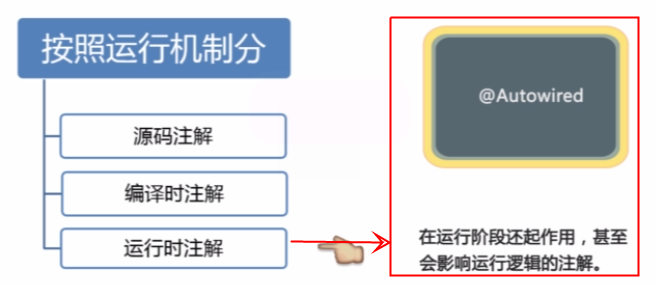 按照运行机制分
源码注解
编译时注解
运行时注解
@Autowired
在运行阶段还起作用，甚至
会影响运行逻辑的注解。